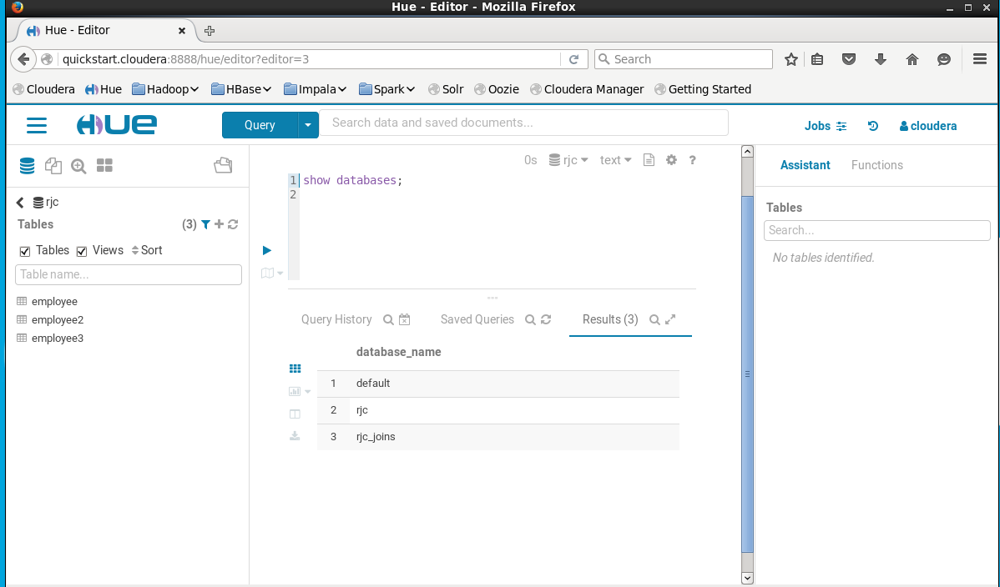 Hue - Editor - Mozilla Firefox
Hue - Editor
quickstart.cloudera:8888/hue/editor?editor=3
Search
Cloudera Hue Hadoop HBase Impala Spark Solr Oozie Cloudera Manager Getting Started
HUE
Query
Search data and saved documents...
Jobs
cloudera
rjc
Tables (3)
Tables Views Sort
Table name...
employee
employee2
employee3
0s rjc text ?
1 show databases;
2
Query History Saved Queries Results (3)
database_name
1 default
2 rjc
3 rjc_joins
Assistant Functions
Tables
Search...
No tables identified.